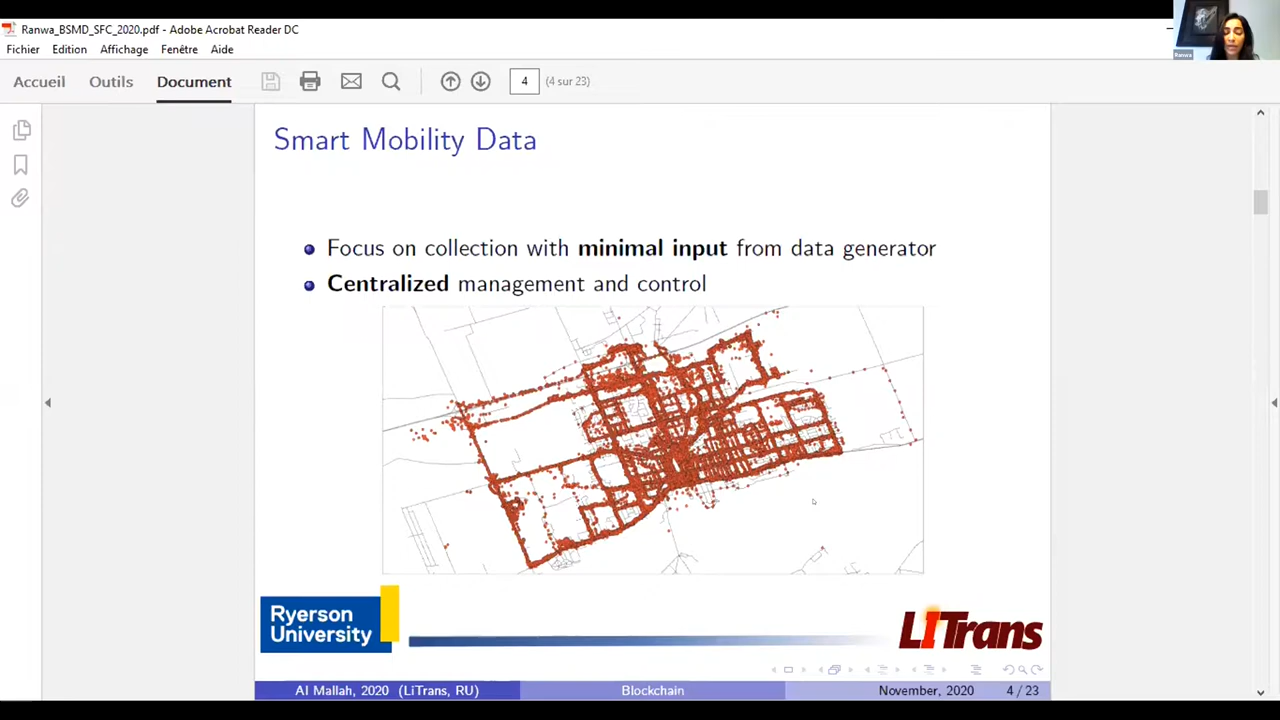 Ranwa_BSMD_SFC_2020.pdf - Adobe Acrobat Reader DC
Fichier Edition Affichage Fenêtre Aide
Accueil Outils Document 4 (4 sur 23)
Ranwa
Smart Mobility Data
Focus on collection with minimal input from data generator
Centralized management and control
Ryerson
University
LiTrans
Al Mallah, 2020 (LiTrans, RU) Blockchain November, 2020 4 / 23